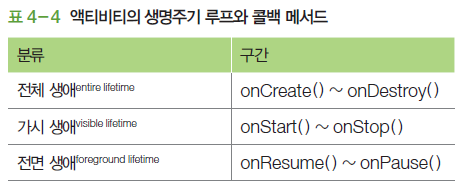 표 4-4 액티비티의 생명주기 루프와 콜백 메서드
분류 구간
전체 생애entire lifetime onCreate() ~ onDestroy()
가시 생애visible lifetime onStart() ~ onStop()
전면 생애foreground lifetime onResume() ~ onPause()